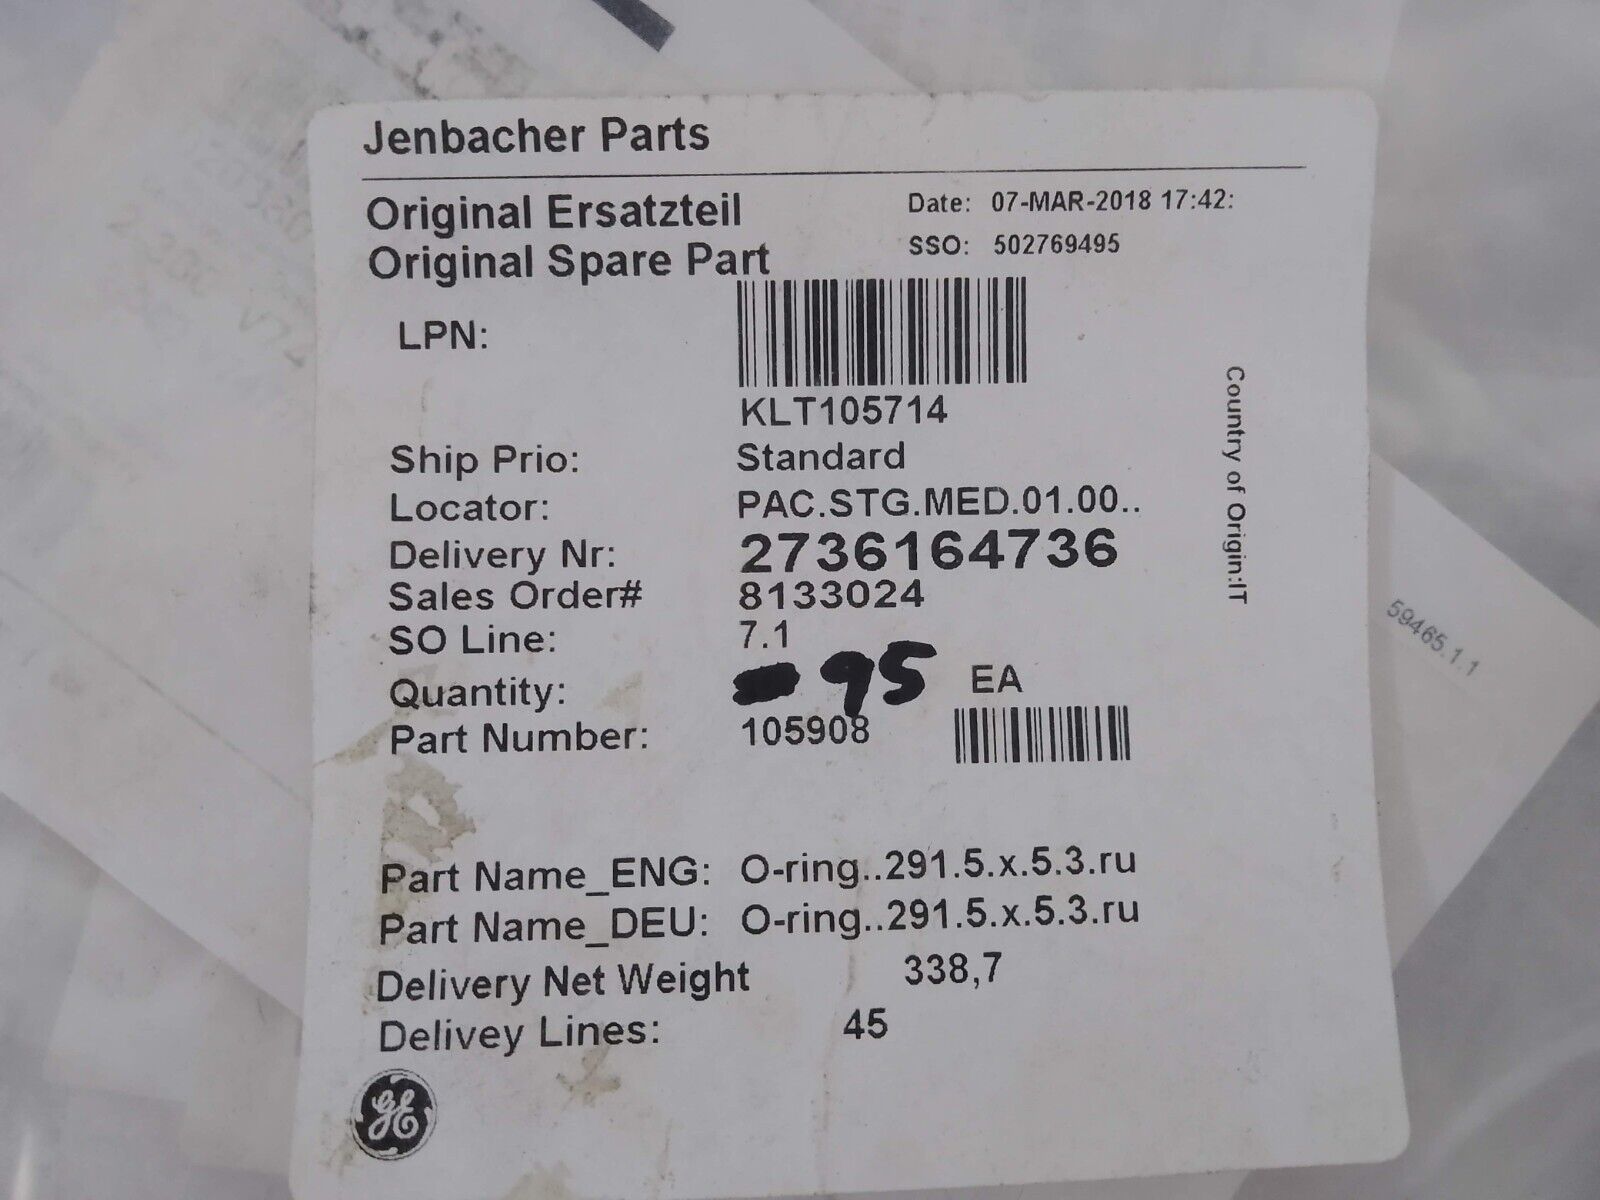 Jenbacher Parts
Original Ersatzteil
Original Spare Part
Date: 07-MAR-2018 17:42:
SSO: 502769495
LPN:
KLT105714
Ship Prio: Standard
Locator: PAC.STG.MED.01.00..
Delivery Nr: 2736164736
Sales Order# 8133024
SO Line: 7.1
Quantity: 95 EA
Part Number: 105908
Part Name_ENG: O-ring..291.5.x.5.3.ru
Part Name_DEU: O-ring..291.5.x.5.3.ru
Delivery Net Weight 338,7
Delivey Lines: 45
GE
Country of Origin:IT
59465.1.1